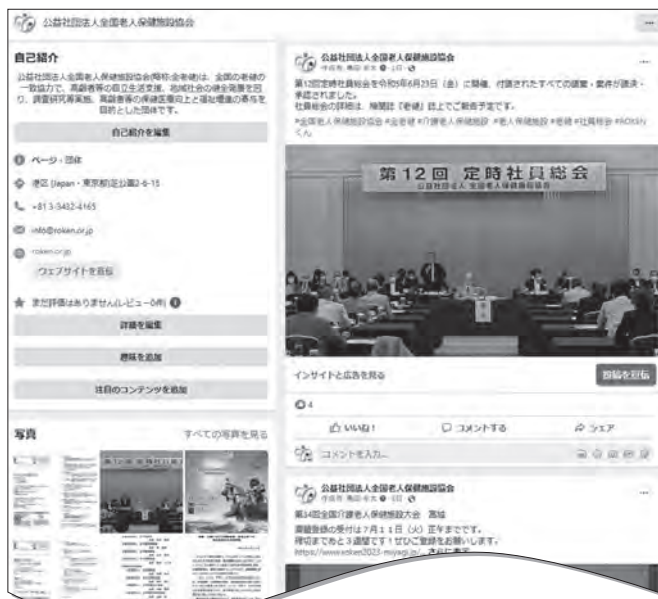 公益社団法人全国老人保健施設協会
自己紹介
公益社団法人全国老人保健施設協会(略称:全老健)は、全国の老健の
一致協力で、高齢者等の自立生活支援、地域社会の健全発展を図
り、調査研究等実施、高齢者等の保健医療向上と福祉増進の寄与を
目的とした団体です。
自己紹介を編集
ページ・団体
港区 (Japan・東京都)芝公園2-6-15
+81 3-3432-4165
info@roken.or.jp
roken.or.jp
ウェブサイトを宣伝
まだ評価はありません(レビュー0件)
詳細を編集
趣味を追加
注目のコンテンツを追加
写真
すべての写真を見る
公益社団法人全国老人保健施設協会
第12回定時社員総会を令和5年6月23日（金）に開催、付議されたすべての議案・案件が議決・
承認されました。
社員総会の詳細は、機関誌『老健』誌上でご報告予定です。
#全国老人保健施設協会 #全老健 #介護老人保健施設 #老人保健施設 #老健 #社員総会 #ROKEN
くん
第12回 定時社員総会
公益社団法人 全国老人保健施設協会
インサイトと広告を見る
投稿を宣伝
4
いいね！
コメントする
シェア
コメントを入力...
公益社団法人全国老人保健施設協会
第34回全国介護老人保健施設大会 宮城
演題登録の受付は７月１１日（火）正午までです。
締切まであと３週間です！ぜひご登録をお願いします。
https://www.roken2023-miyagi.jp/